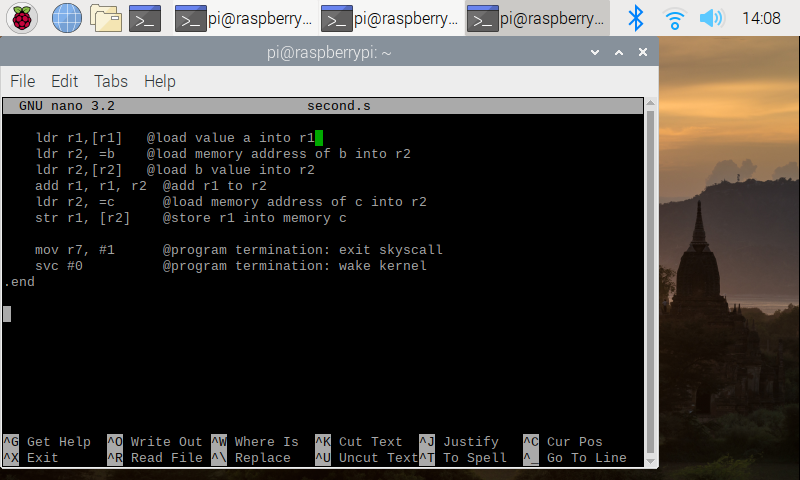 pi@raspberry... pi@raspberry... pi@raspberry... 14:08
pi@raspberrypi: ~
File Edit Tabs Help
GNU nano 3.2 second.s
ldr r1,[r1] @load value a into r1
ldr r2, =b @load memory address of b into r2
ldr r2,[r2] @load b value into r2
add r1, r1, r2 @add r1 to r2
ldr r2, =c @load memory address of c into r2
str r1, [r2] @store r1 into memory c
mov r7, #1 @program termination: exit skyscall
svc #0 @program termination: wake kernel
.end
^G Get Help ^O Write Out ^W Where Is ^K Cut Text ^J Justify ^C Cur Pos
^X Exit ^R Read File ^\ Replace ^U Uncut Text ^T To Spell ^_ Go To Line